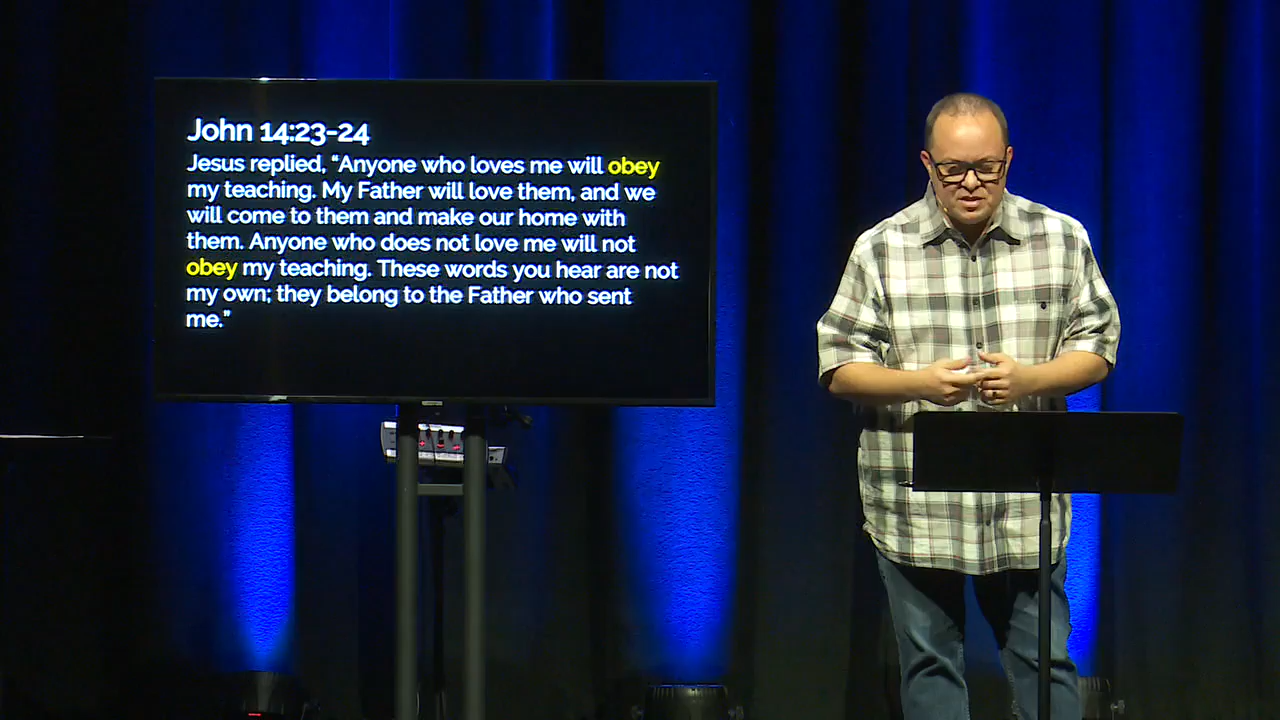 John 14:23-24
Jesus replied, “Anyone who loves me will obey
my teaching. My Father will love them, and we
will come to them and make our home with
them. Anyone who does not love me will not
obey my teaching. These words you hear are not
my own; they belong to the Father who sent
me.”